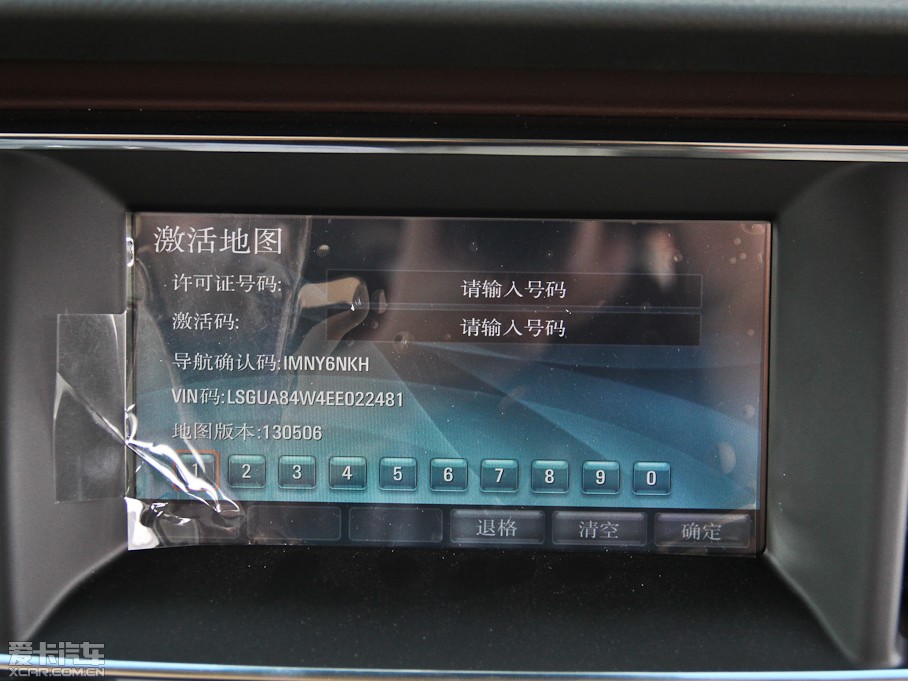 激活地图
许可证号码: 请输入号码
激活码: 请输入号码
导航确认码:IMNY6NKH
VIN码:LSGUA84W4EE022481
地图版本:130506
1 2 3 4 5 6 7 8 9 0
退格 清空 确定
爱卡汽车
XCAR.COM.CN